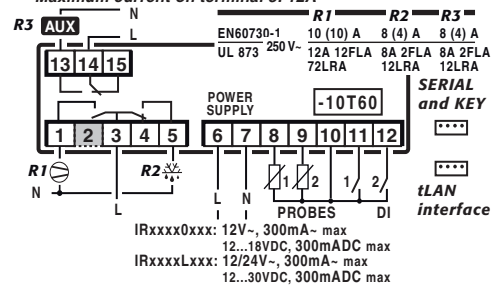 Maximum current on terminal 3: 12A
R3 AUX
N
L
R1 R2 R3
EN60730-1 10 (10) A 8 (4) A 8 (4) A
UL 873 250 V~ 12A 12FLA 8A 2FLA 8A 2FLA
72LRA 12LRA 12LRA
13 14 15
POWER SUPPLY
-10T60
SERIAL and KEY
1 2 3 4 5 6 7 8 9 10 11 12
R1 R2
1 2 1 2
N
L
L N
PROBES DI
tLAN interface
IRxxxx0xxx: 12V~, 300mA~ max
12...18VDC, 300mADC max
IRxxxxLxxx: 12/24V~, 300mA~ max
12...30VDC, 300mADC max